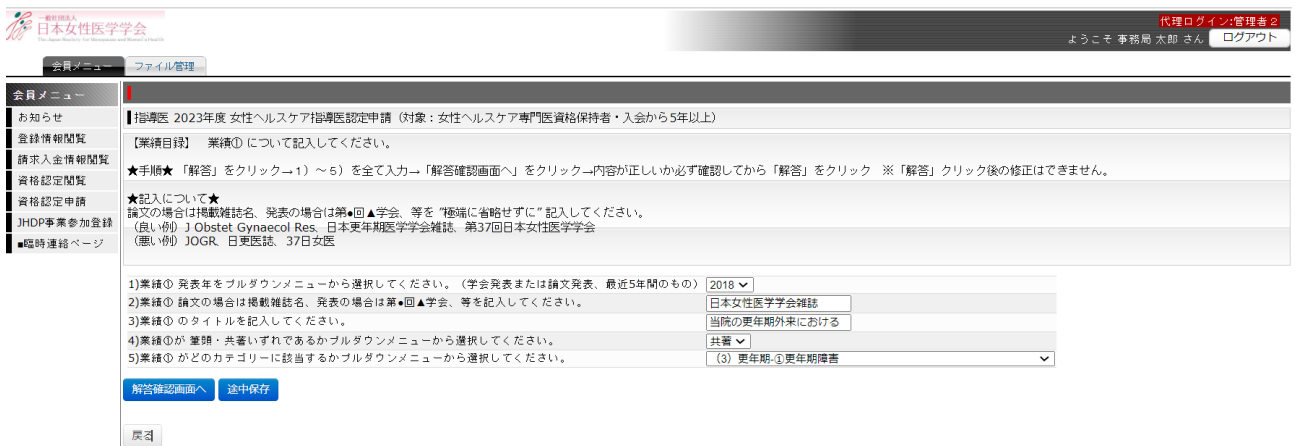 一般社団法人
日本女性医学学会
The Japan Society for Menopause and Women's Health
代理ログイン:管理者2
ようこそ 事務局 太郎 さん ログアウト
会員メニュー ファイル管理
会員メニュー
お知らせ
登録情報閲覧
請求入金情報閲覧
資格認定閲覧
資格認定申請
JHDP事業参加登録
■臨時連絡ページ
指導医 2023年度 女性ヘルスケア指導医認定申請（対象：女性ヘルスケア専門医資格保持者・入会から5年以上）
【業績目録】 業績① について記入してください。
★手順★ 「解答」をクリック→1）～5）を全て入力→「解答確認画面へ」をクリック→内容が正しいか必ず確認してから「解答」をクリック ※「解答」クリック後の修正はできません。
★記入について★
論文の場合は掲載雑誌名、発表の場合は第●回▲学会、等を “極端に省略せずに” 記入してください。
（良い例）J Obstet Gynaecol Res、日本更年期医学学会雑誌、第37回日本女性医学学会
（悪い例）JOGR、日更医誌、37日女医
1)業績① 発表年をプルダウンメニューから選択してください。（学会発表または論文発表、最近5年間のもの） 2018
2)業績① 論文の場合は掲載雑誌名、発表の場合は第●回▲学会、等を記入してください。 日本女性医学学会雑誌
3)業績① のタイトルを記入してください。 当院の更年期外来における
4)業績①が 筆頭・共著いずれであるかプルダウンメニューから選択してください。 共著
5)業績① がどのカテゴリーに該当するかプルダウンメニューから選択してください。 （3）更年期-①更年期障害
解答確認画面へ 途中保存
戻る